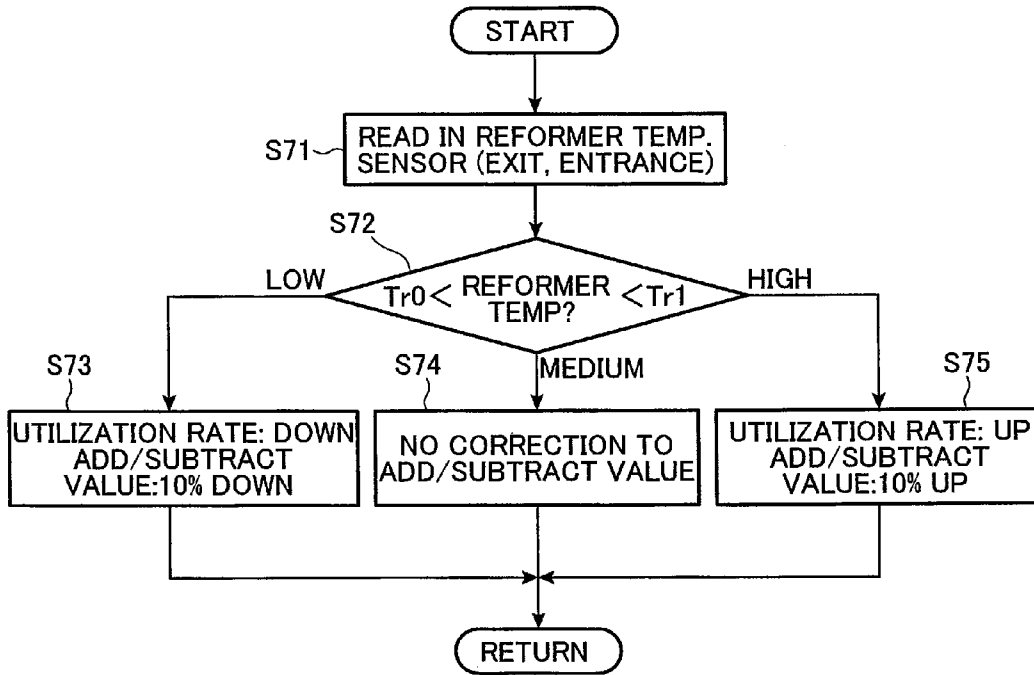 START
S71
READ IN REFORMER TEMP.
SENSOR (EXIT, ENTRANCE)
S72
LOW
Tr0< REFORMER TEMP? <Tr1
HIGH
MEDIUM
S73
UTILIZATION RATE: DOWN
ADD/SUBTRACT
VALUE:10% DOWN
S74
NO CORRECTION TO
ADD/SUBTRACT VALUE
S75
UTILIZATION RATE: UP
ADD/SUBTRACT
VALUE:10% UP
RETURN